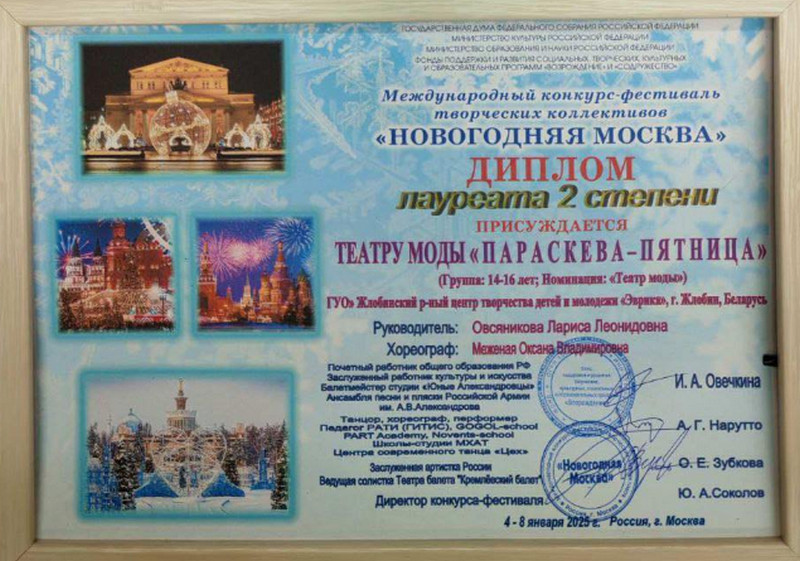 ГОСУДАРСТВЕННАЯ ДУМА ФЕДЕРАЛЬНОГО СОБРАНИЯ РОССИЙСКОЙ ФЕДЕРАЦИИ
МИНИСТЕРСТВО КУЛЬТУРЫ РОССИЙСКОЙ ФЕДЕРАЦИИ
МИНИСТЕРСТВО ОБРАЗОВАНИЯ И НАУКИ РОССИЙСКОЙ ФЕДЕРАЦИИ
ФОНДЫ ПОДДЕРЖКИ И РАЗВИТИЯ СОЦИАЛЬНЫХ, ТВОРЧЕСКИХ, КУЛЬТУРНЫХ
И ОБРАЗОВАТЕЛЬНЫХ ПРОГРАММ «ВОЗРОЖДЕНИЕ» И «СОДРУЖЕСТВО»
Международный конкурс-фестиваль
творческих коллективов
«НОВОГОДНЯЯ МОСКВА»
ДИПЛОМ
лауреата 2 степени
ПРИСУЖДАЕТСЯ
ТЕАТРУ МОДЫ «ПАРАСКЕВА–ПЯТНИЦА»
(Группа: 14-16 лет; Номинация: «Театр моды»)
ГУО» Жлобинский р-ный центр творчества детей и молодежи «Эврика», г. Жлобин, Беларусь
Руководитель: Овсяникова Лариса Леонидовна
Хореограф: Меженая Оксана Владимировна
Почетный работник общего образования РФ
Заслуженный работник культуры и искусства
Балетмейстер студии «Юные Александровцы»
Ансамбля песни и пляски Российской Армии
им. А.В.Александрова
И. А. Овечкина
Танцор, хореограф, перформер
Педагог РАТИ (ГИТИС), GOGOL-school
PART Academy, Novents-school
Школы-студии МХАТ
Центра современного танца «Цех»
А. Г. Нарутто
Заслуженная артистка России
Ведущая солистка Театра балета "Кремлёвский балет"
О. Е. Зубкова
Директор конкурса-фестиваля
Ю. А.Соколов
«Новогодняя
Москва»
4 - 8 января 2025 г. Россия, г. Москва